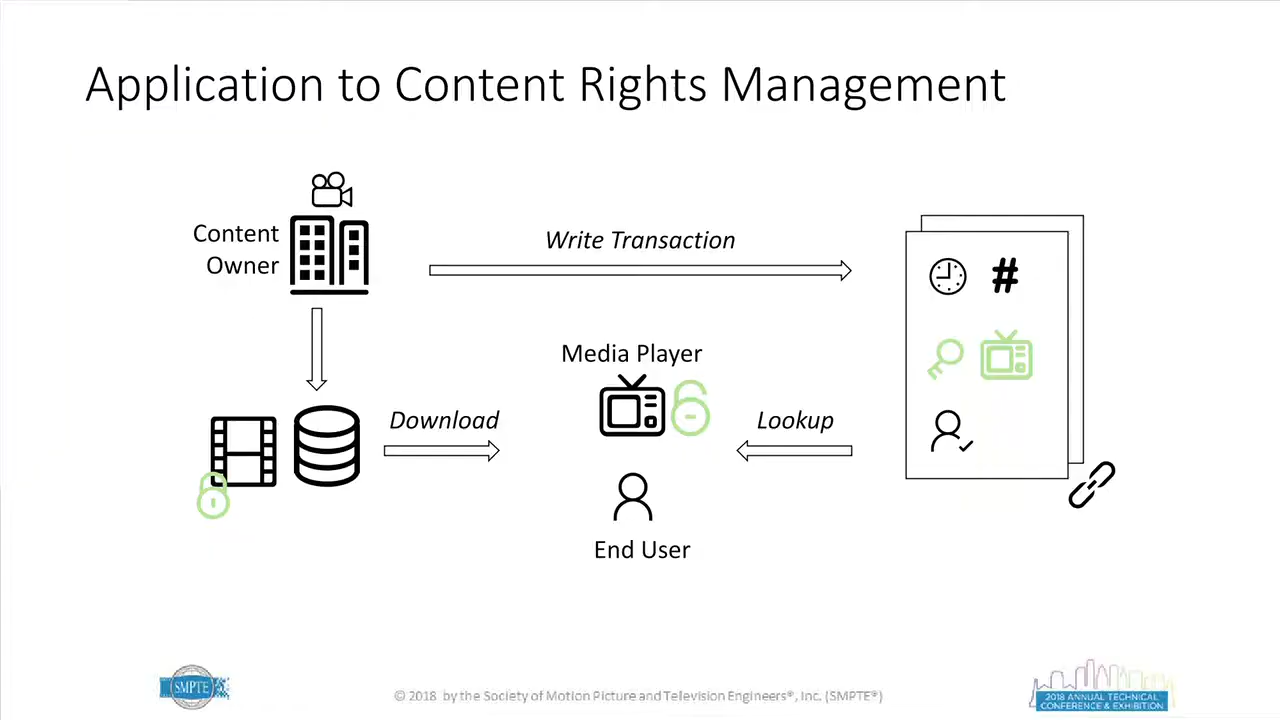 Application to Content Rights Management
Content
Owner
Write Transaction
#
Media Player
Download
Lookup
End User
SMPTE
© 2018 by the Society of Motion Picture and Television Engineers®, Inc. (SMPTE®)
2018 ANNUAL TECHNICAL
CONFERENCE & EXHIBITION